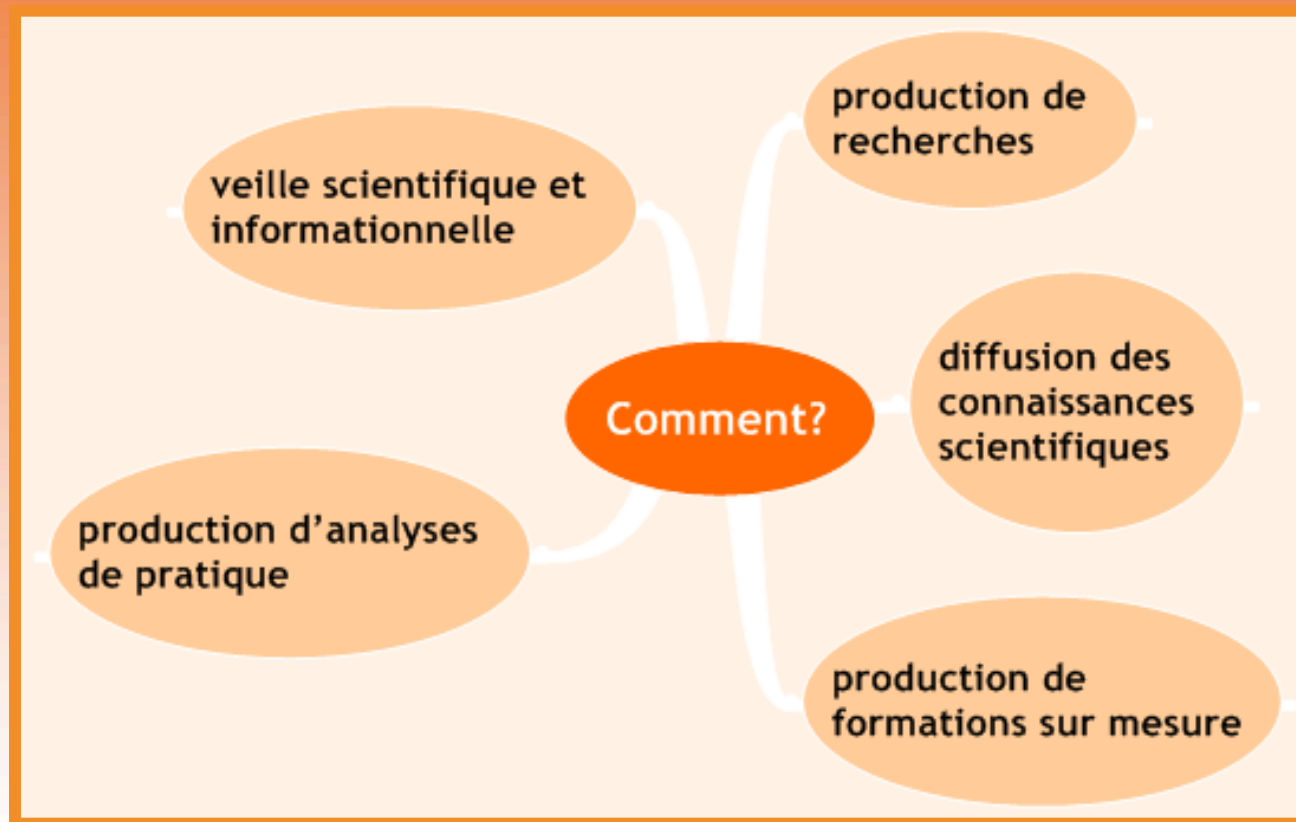 production de
recherches
veille scientifique et
informationnelle
diffusion des
connaissances
scientifiques
Comment?
production d’analyses
de pratique
production de
formations sur mesure